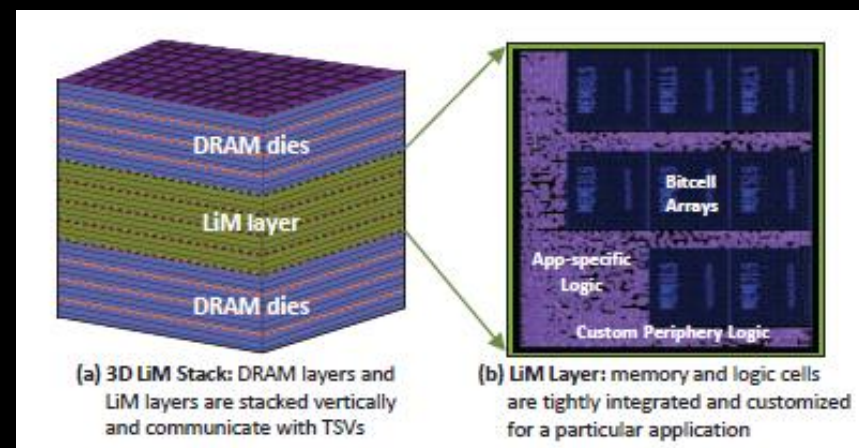 DRAM dies
LiM layer
DRAM dies
(a) 3D LiM Stack: DRAM layers and
LiM layers are stacked vertically
and communicate with TSVs
Bitcell
Arrays
App-specific
Logic
Custom Periphery Logic
(b) LiM Layer: memory and logic cells
are tightly integrated and customized
for a particular application